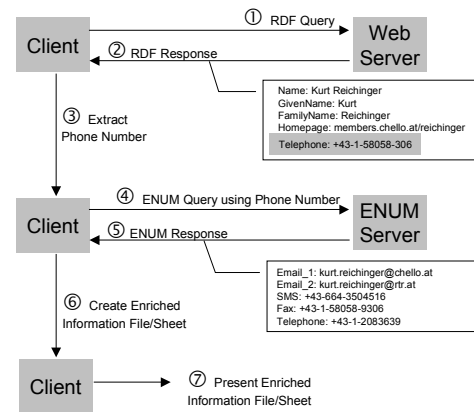 ① RDF Query
Client
Web
Server
② RDF Response
Name: Kurt Reichinger
GivenName: Kurt
FamilyName: Reichinger
Homepage: members.chello.at/reichinger
Telephone: +43-1-58058-306
③ Extract
Phone Number
④ ENUM Query using Phone Number
Client
ENUM
Server
⑤ ENUM Response
Email_1: kurt.reichinger@chello.at
Email_2: kurt.reichinger@rtr.at
SMS: +43-664-3504516
Fax: +43-1-58058-9306
Telephone: +43-1-2083639
⑥ Create Enriched
Information File/Sheet
Client
⑦ Present Enriched
Information File/Sheet